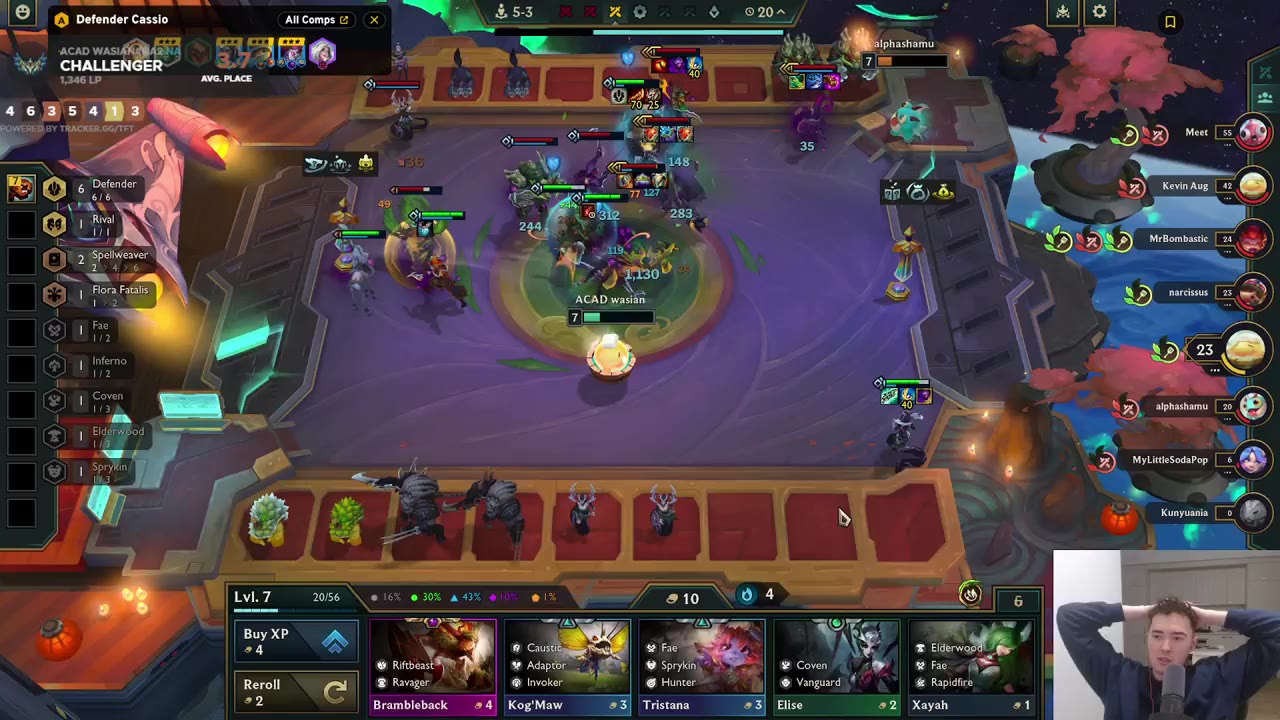 Defender Cassio
All Comps
ACAD WASIAN
CHALLENGER
1,346 LP
AVG. PLACE
4 6 3 5 4 1 3
POWERED BY TRACKER.GG/TFT
5-3
20
alphashamu
7
6 Defender
6 / 6
1 Rival
1 / 1
2 Spellweaver
2 > 4 > 6
1 Flora Fatalis
1 > 2
1 Fae
1 / 2
1 Inferno
1 / 2
1 Coven
1 / 3
1 Elderwood
1 / 3
1 Sprykin
1 / 3
40
70 25
35
148
36
49
77 127
312
283
244
119
1,130
ACAD wasian
7
40
Meet 55
Kevin Aug 42
MrBombastic 24
narcissus 23
23
alphashamu 20
MyLittleSodaPop 6
Kunyuania 0
Lvl. 7 20/56
16% 30% 43% 10% 1%
10
4
6
Buy XP
4
Reroll
2
Riftbeast
Ravager
Brambleback 4
Caustic
Adaptor
Invoker
Kog'Maw 3
Fae
Sprykin
Hunter
Tristana 3
Coven
Vanguard
Elise 2
Elderwood
Fae
Rapidfire
Xayah 1